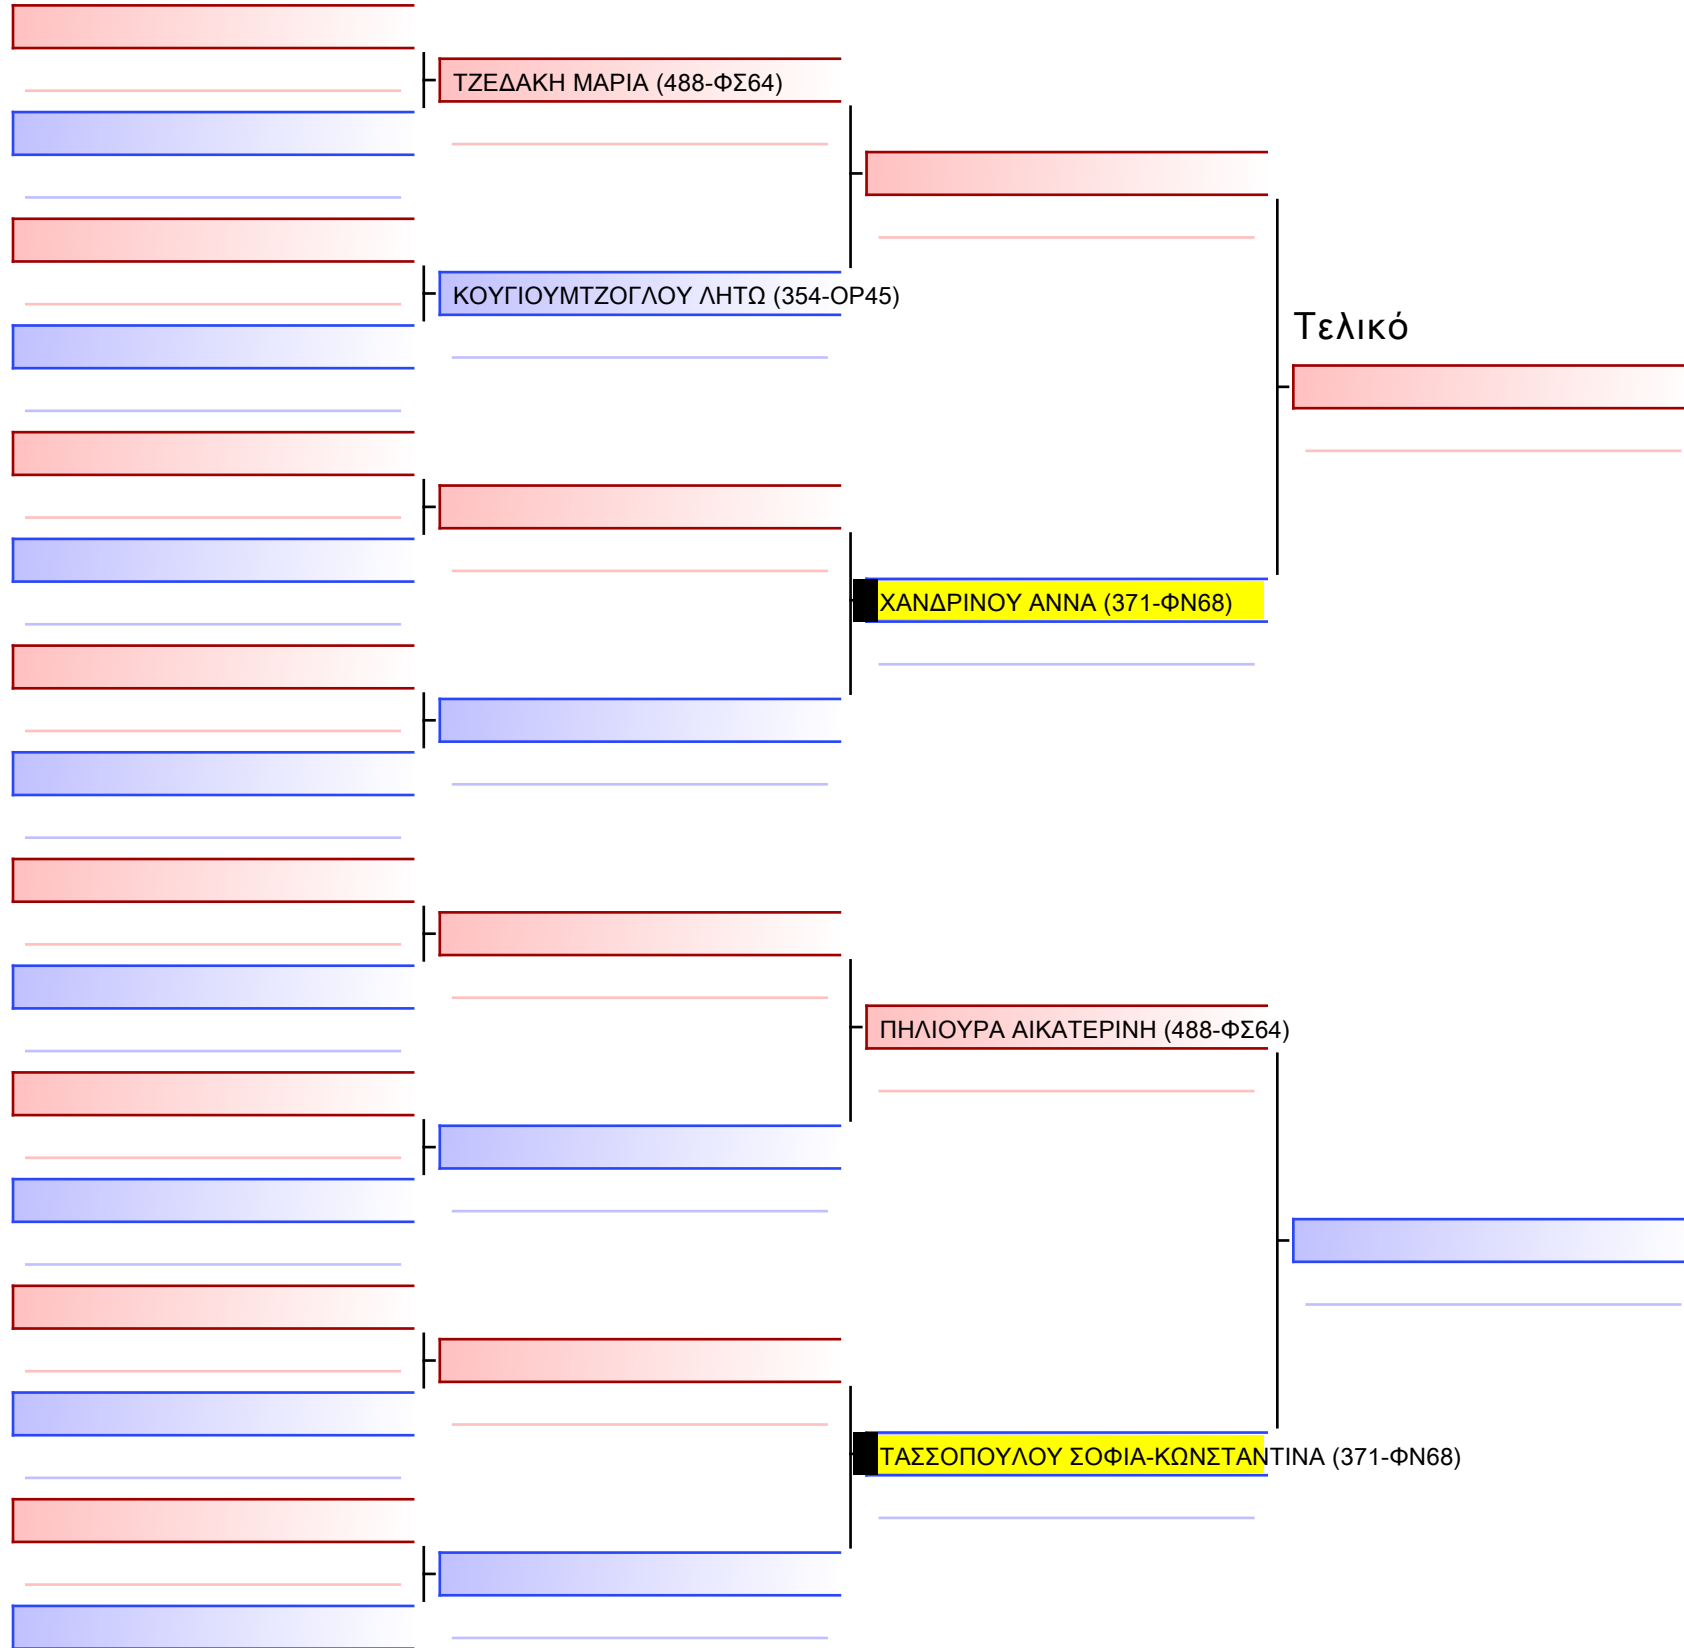 ΤΖΕΔΑΚΗ ΜΑΡΙΑ (488-ΦΣ64)
ΚΟΥΓΙΟΥΜΤΖΟΓΛΟΥ ΛΗΤΩ (354-ΟΡ45)
Τελικό
ΧΑΝΔΡΙΝΟΥ ΑΝΝΑ (371-ΦΝ68)
ΠΗΛΙΟΥΡΑ ΑΙΚΑΤΕΡΙΝΗ (488-ΦΣ64)
ΤΑΣΣΟΠΟΥΛΟΥ ΣΟΦΙΑ-ΚΩΝΣΤΑΝΤΙΝΑ (371-ΦΝ68)